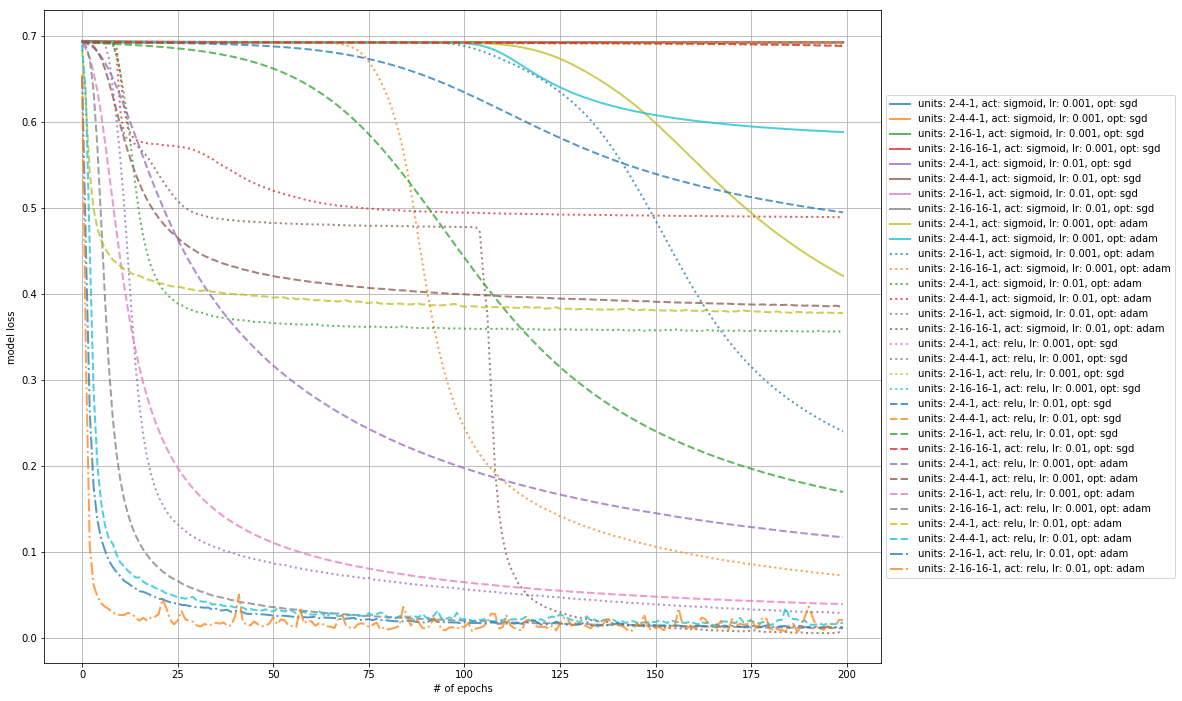 0.7
0.6
0.5
0.4
0.3
0.2
0.1
0.0
model loss
0
25
50
75
100
125
150
175
200
# of epochs
units: 2-4-1, act: sigmoid, lr: 0.001, opt: sgd
units: 2-4-4-1, act: sigmoid, lr: 0.001, opt: sgd
units: 2-16-1, act: sigmoid, lr: 0.001, opt: sgd
units: 2-16-16-1, act: sigmoid, lr: 0.001, opt: sgd
units: 2-4-1, act: sigmoid, lr: 0.01, opt: sgd
units: 2-4-4-1, act: sigmoid, lr: 0.01, opt: sgd
units: 2-16-1, act: sigmoid, lr: 0.01, opt: sgd
units: 2-16-16-1, act: sigmoid, lr: 0.01, opt: sgd
units: 2-4-1, act: sigmoid, lr: 0.001, opt: adam
units: 2-4-4-1, act: sigmoid, lr: 0.001, opt: adam
units: 2-16-1, act: sigmoid, lr: 0.001, opt: adam
units: 2-16-16-1, act: sigmoid, lr: 0.001, opt: adam
units: 2-4-1, act: sigmoid, lr: 0.01, opt: adam
units: 2-4-4-1, act: sigmoid, lr: 0.01, opt: adam
units: 2-16-1, act: sigmoid, lr: 0.01, opt: adam
units: 2-16-16-1, act: sigmoid, lr: 0.01, opt: adam
units: 2-4-1, act: relu, lr: 0.001, opt: sgd
units: 2-4-4-1, act: relu, lr: 0.001, opt: sgd
units: 2-16-1, act: relu, lr: 0.001, opt: sgd
units: 2-16-16-1, act: relu, lr: 0.001, opt: sgd
units: 2-4-1, act: relu, lr: 0.01, opt: sgd
units: 2-4-4-1, act: relu, lr: 0.01, opt: sgd
units: 2-16-1, act: relu, lr: 0.01, opt: sgd
units: 2-16-16-1, act: relu, lr: 0.01, opt: sgd
units: 2-4-1, act: relu, lr: 0.001, opt: adam
units: 2-4-4-1, act: relu, lr: 0.001, opt: adam
units: 2-16-1, act: relu, lr: 0.001, opt: adam
units: 2-16-16-1, act: relu, lr: 0.001, opt: adam
units: 2-4-1, act: relu, lr: 0.01, opt: adam
units: 2-4-4-1, act: relu, lr: 0.01, opt: adam
units: 2-16-1, act: relu, lr: 0.01, opt: adam
units: 2-16-16-1, act: relu, lr: 0.01, opt: adam